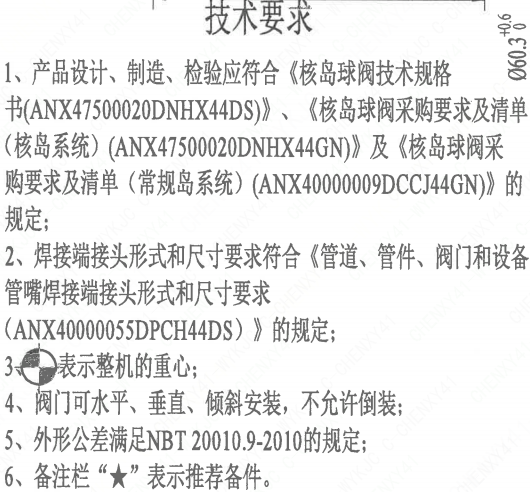 技术要求
Ø60.3 +0.6 0
1、产品设计、制造、检验应符合《核岛球阀技术规格
书(ANX47500020DNHX44DS)》、《核岛球阀采购要求及清单
（核岛系统）(ANX47500020DNHX44GN)》及《核岛球阀采
购要求及清单（常规岛系统）(ANX40000009DCCJ44GN)》的
规定；
2、焊接端接头形式和尺寸要求符合《管道、管件、阀门和设备
管嘴焊接端接头形式和尺寸要求
（ANX40000055DPCH44DS）》的规定；
3、表示整机的重心；
4、阀门可水平、垂直、倾斜安装，不允许倒装；
5、外形公差满足NBT 20010.9-2010的规定；
6、备注栏“★”表示推荐备件。